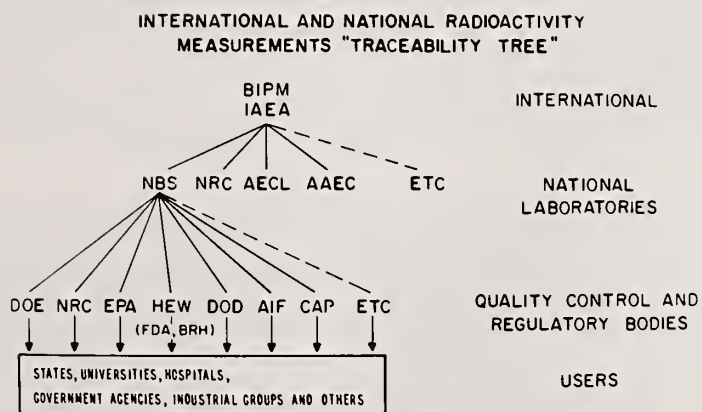 INTERNATIONAL AND NATIONAL RADIOACTIVITY
MEASUREMENTS "TRACEABILITY TREE"
BIPM
IAEA
INTERNATIONAL
NBS NRC AECL AAEC ETC
NATIONAL
LABORATORIES
DOE NRC EPA HEW DOD AIF CAP ETC
(FDA, BRH)
QUALITY CONTROL AND
REGULATORY BODIES
STATES, UNIVERSITIES, HOSPITALS,
GOVERNMENT AGENCIES, INDUSTRIAL GROUPS AND OTHERS
USERS